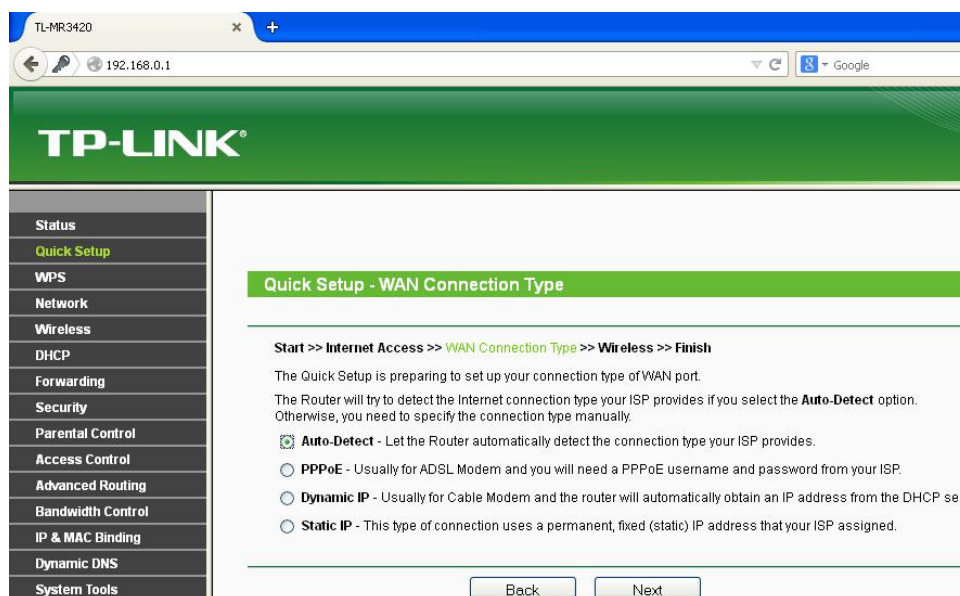 TL-MR3420
192.168.0.1
Google
TP-LINK®
Status
Quick Setup
WPS
Network
Wireless
DHCP
Forwarding
Security
Parental Control
Access Control
Advanced Routing
Bandwidth Control
IP & MAC Binding
Dynamic DNS
System Tools
Quick Setup - WAN Connection Type
Start >> Internet Access >> WAN Connection Type >> Wireless >> Finish
The Quick Setup is preparing to set up your connection type of WAN port.
The Router will try to detect the Internet connection type your ISP provides if you select the Auto-Detect option.
Otherwise, you need to specify the connection type manually.
Auto-Detect - Let the Router automatically detect the connection type your ISP provides.
PPPoE - Usually for ADSL Modem and you will need a PPPoE username and password from your ISP.
Dynamic IP - Usually for Cable Modem and the router will automatically obtain an IP address from the DHCP se
Static IP - This type of connection uses a permanent, fixed (static) IP address that your ISP assigned.
Back Next